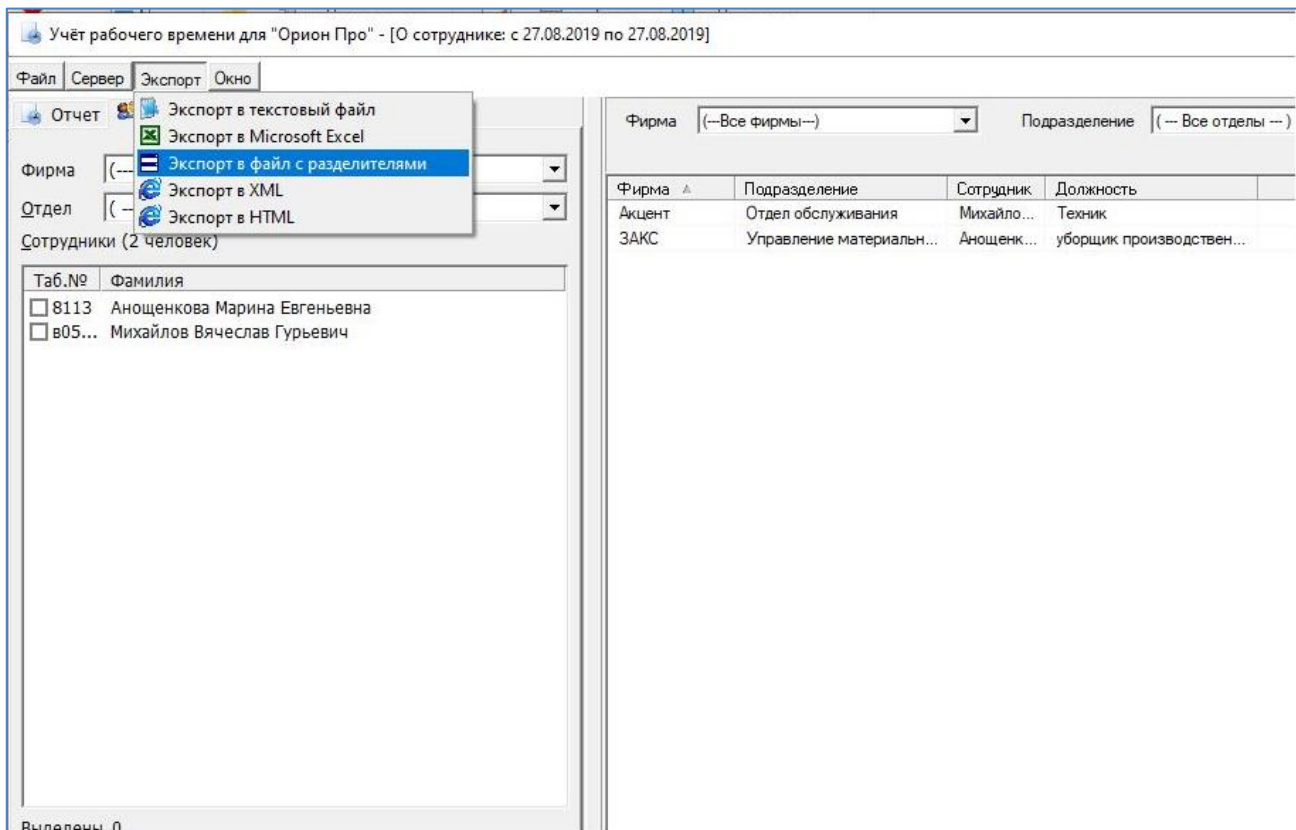 Учёт рабочего времени для "Орион Про" - [О сотруднике: с 27.08.2019 по 27.08.2019]
Файл Сервер Экспорт Окно
Отчет
Экспорт в текстовый файл
Экспорт в Microsoft Excel
Экспорт в файл с разделителями
Экспорт в XML
Экспорт в HTML
Фирма (---
Отдел ( --
Сотрудники (2 человек)
Таб.№ Фамилия
8113 Анощенкова Марина Евгеньевна
в05... Михайлов Вячеслав Гурьевич
Выделены 0
Фирма (---Все фирмы---) Подразделение ( --- Все отделы --- )
Фирма Подразделение Сотрудник Должность
Акцент Отдел обслуживания Михайло... Техник
ЗАКС Управление материальн... Анощенк... уборщик производствен...